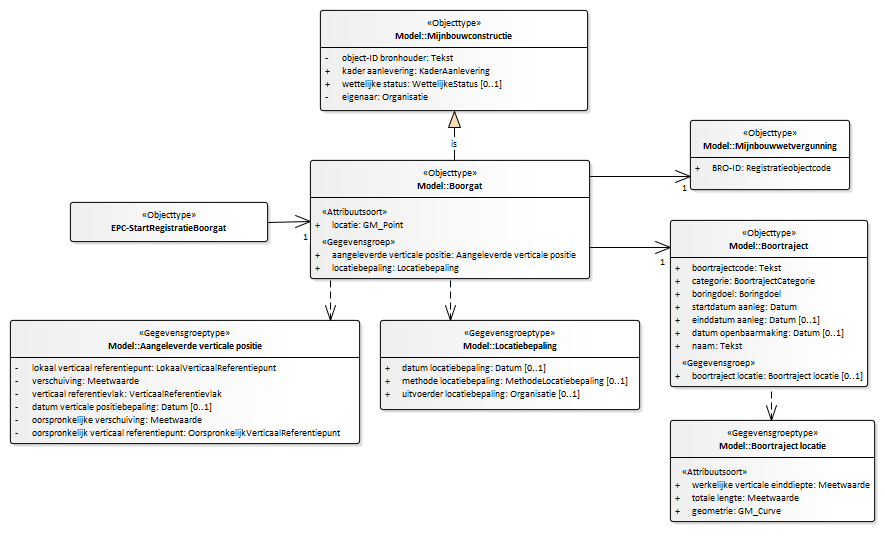 «Objecttype»
Model::Mijnbouwconstructie
- object-ID bronhouder: Tekst
+ kader aanlevering: KaderAanlevering
+ wettelijke status: WettelijkeStatus [0..1]
- eigenaar: Organisatie
is
«Objecttype»
Model::Mijnbouwwetvergunning
+ BRO-ID: Registratieobjectcode
1
«Objecttype»
Model::Boorgat
«Attribuutsoort»
+ locatie: GM_Point
«Gegevensgroep»
+ aangeleverde verticale positie: Aangeleverde verticale positie
+ locatiebepaling: Locatiebepaling
«Objecttype»
EPC-StartRegistratieBoorgat
1
«Objecttype»
Model::Boortraject
+ boortrajectcode: Tekst
+ categorie: BoortrajectCategorie
+ boringdoel: Boringdoel
+ startdatum aanleg: Datum
+ einddatum aanleg: Datum [0..1]
+ datum openbaarmaking: Datum [0..1]
+ naam: Tekst
«Gegevensgroep»
+ boortraject locatie: Boortraject locatie [0..1]
1
«Gegevensgroeptype»
Model::Aangeleverde verticale positie
- lokaal verticaal referentiepunt: LokaalVerticaalReferentiepunt
- verschuiving: Meetwaarde
- verticaal referentievlak: VerticaalReferentievlak
- datum verticale positiebepaling: Datum [0..1]
- oorspronkelijke verschuiving: Meetwaarde
- oorspronkelijk verticaal referentiepunt: OorspronkelijkVerticaalReferentiepunt
«Gegevensgroeptype»
Model::Locatiebepaling
+ datum locatiebepaling: Datum [0..1]
+ methode locatiebepaling: MethodeLocatiebepaling [0..1]
+ uitvoerder locatiebepaling: Organisatie [0..1]
«Gegevensgroeptype»
Model::Boortraject locatie
«Attribuutsoort»
+ werkelijke verticale einddiepte: Meetwaarde
+ totale lengte: Meetwaarde
+ geometrie: GM_Curve